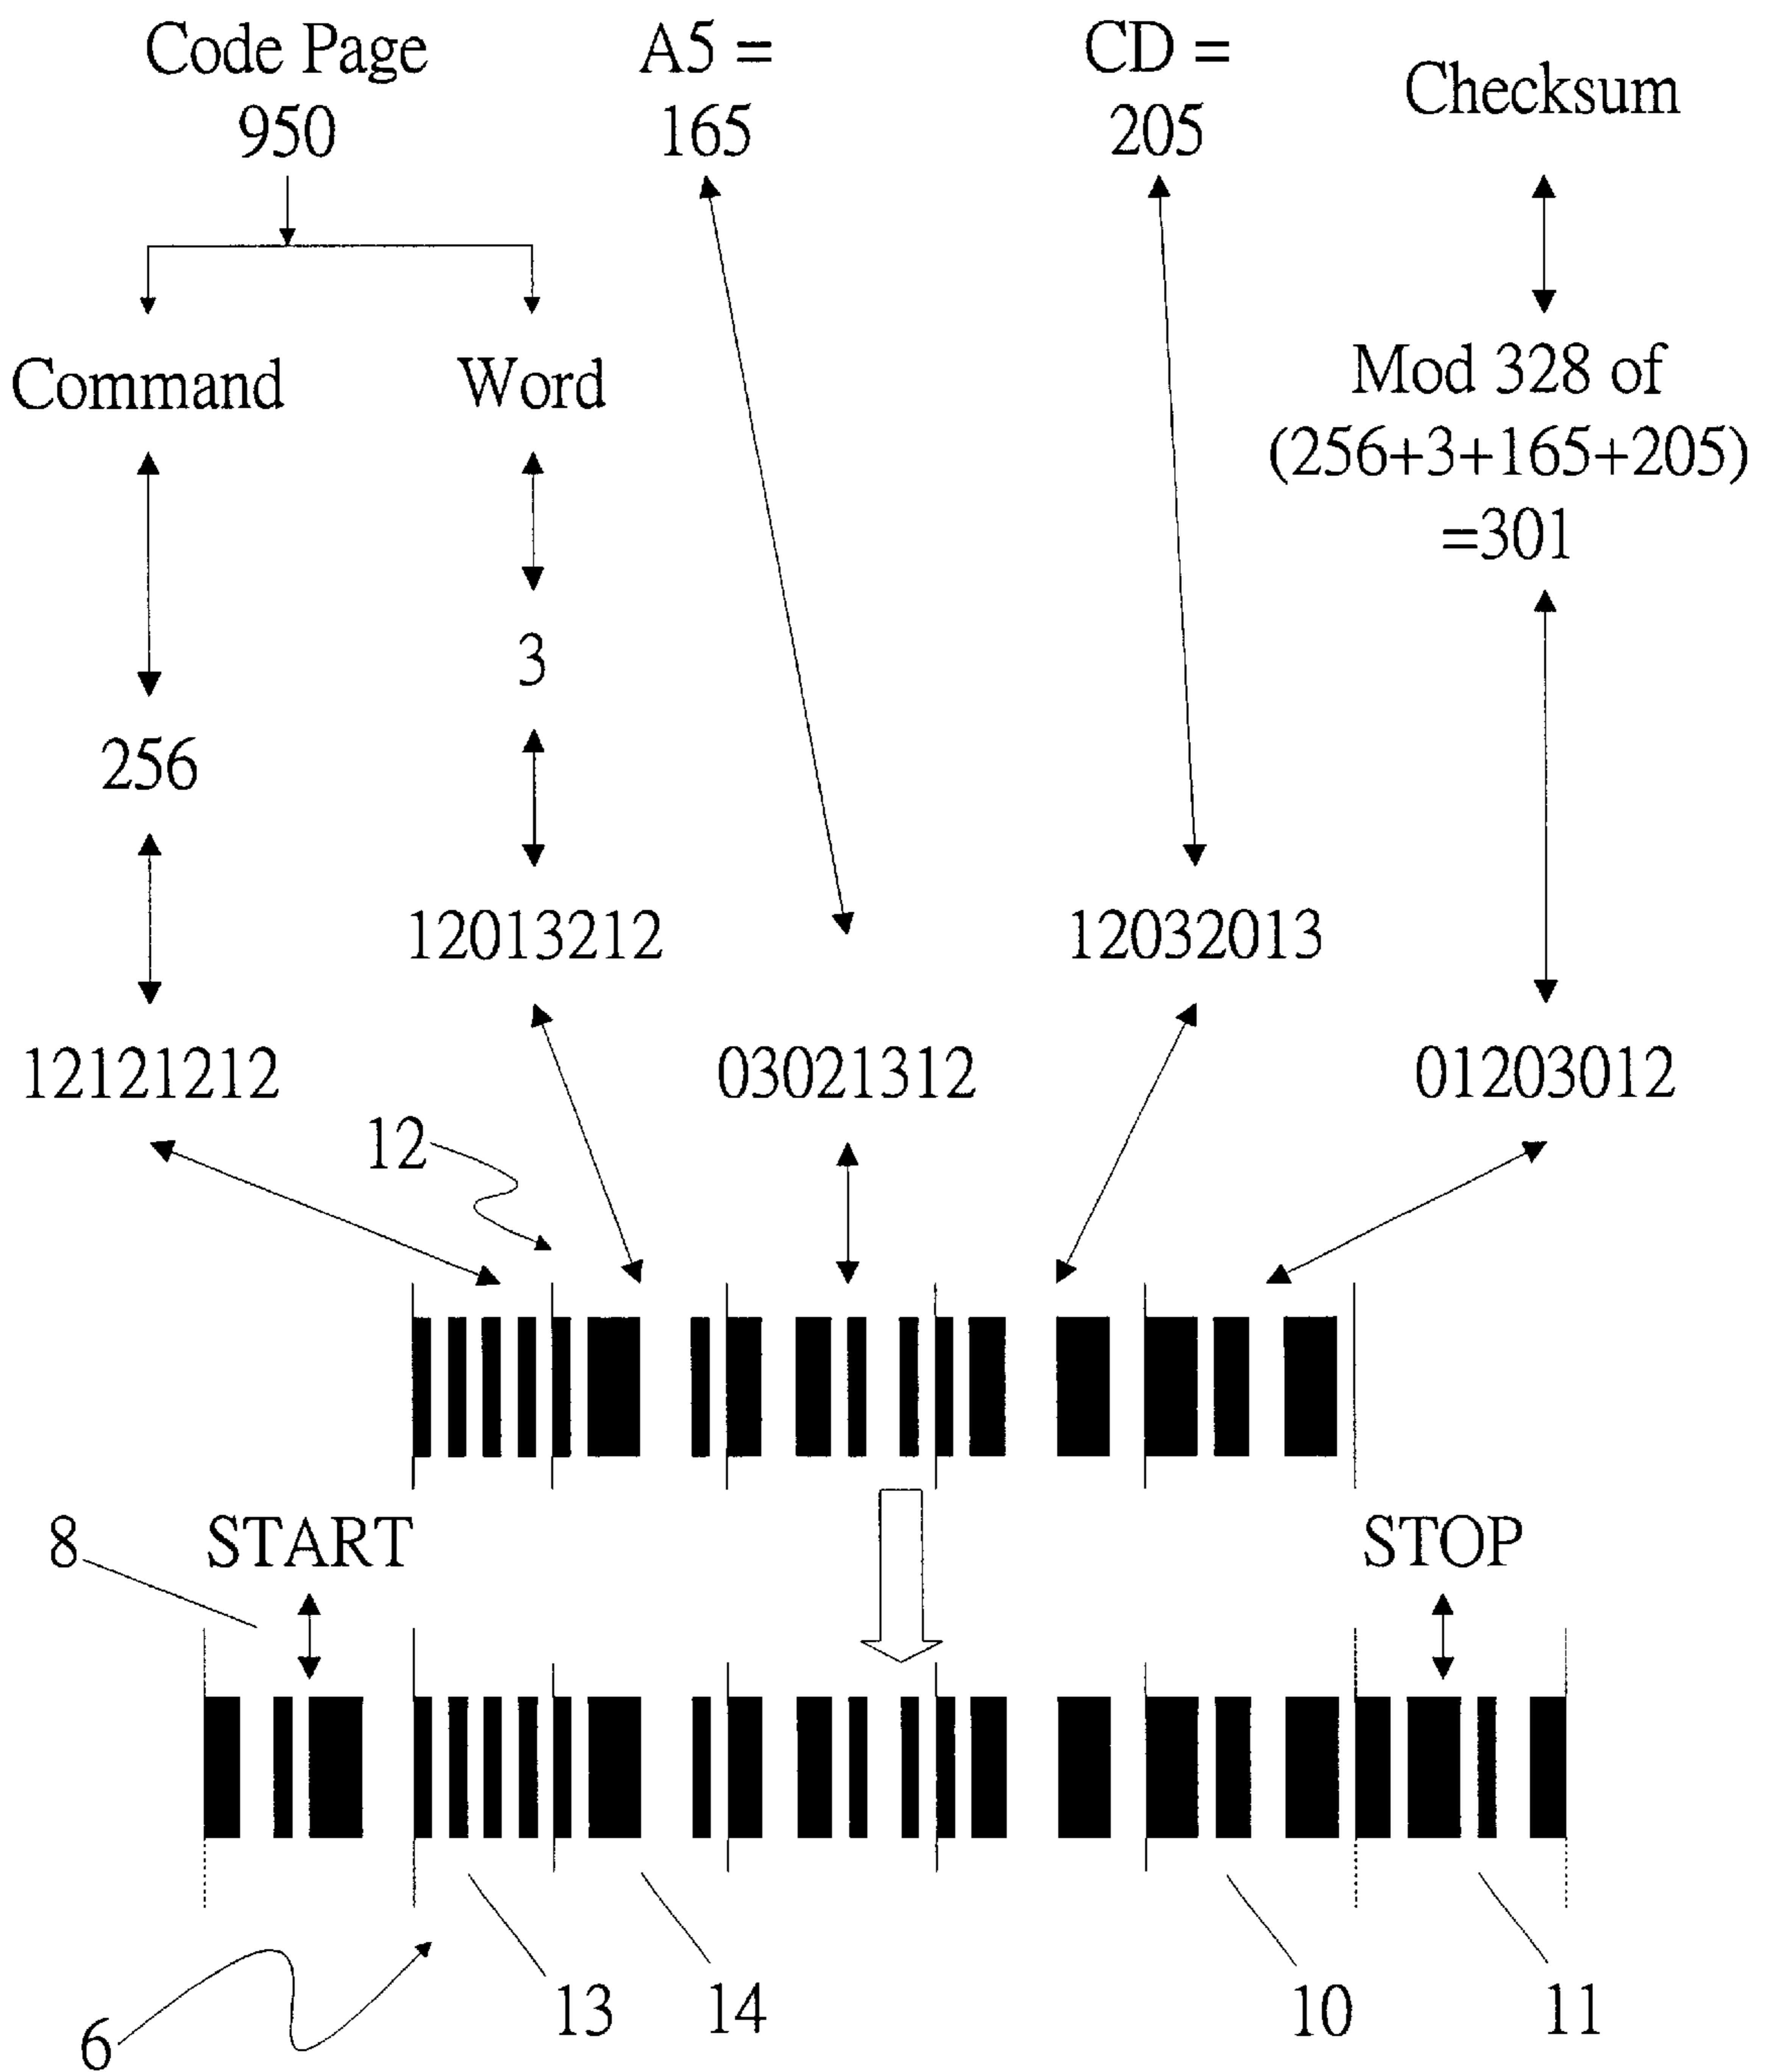 Code Page
950
A5 =
165
CD =
205
Checksum
Command
Word
Mod 328 of
(256+3+165+205)
=301
3
256
12013212
12032013
12121212
03021312
01203012
12
8
START
STOP
13
14
10
11
6